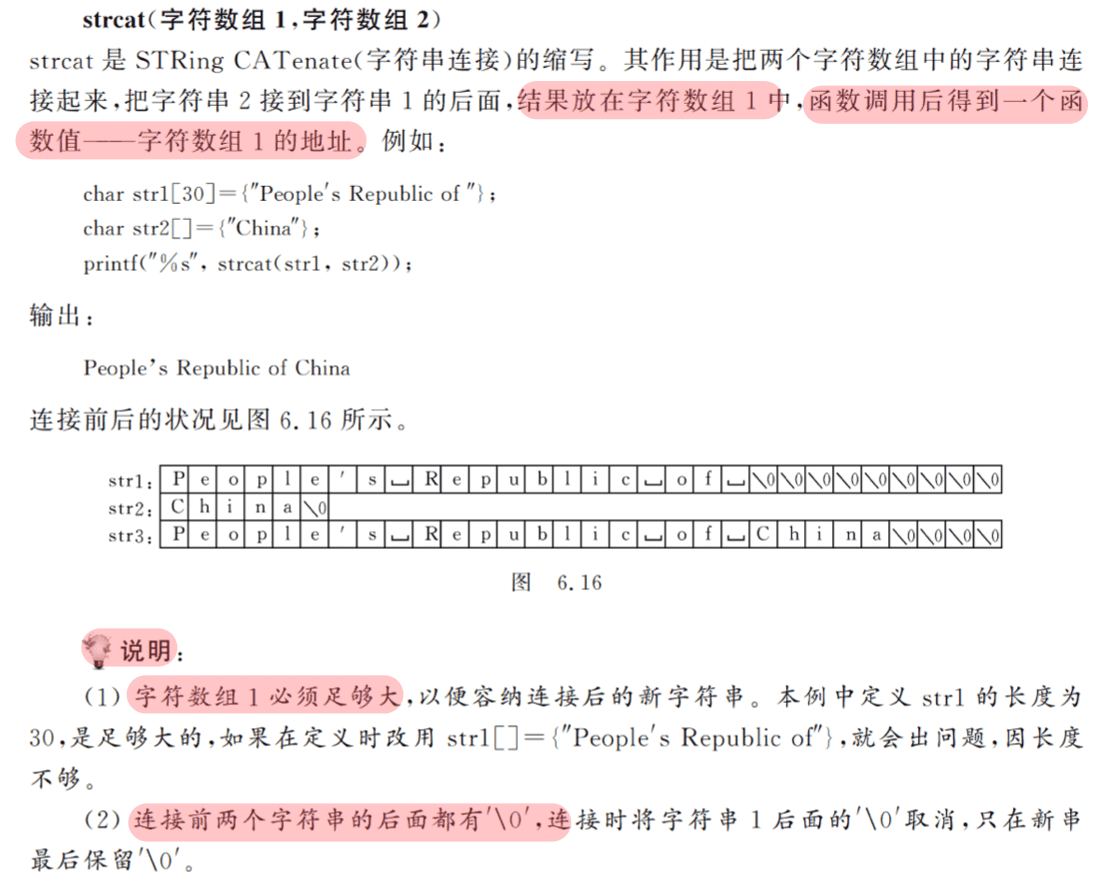 strcat(字符数组1,字符数组2)
strcat 是 STRing CATenate(字符串连接)的缩写。其作用是把两个字符数组中的字符串连
接起来,把字符串2接到字符串1的后面,结果放在字符数组1中,函数调用后得到一个函
数值——字符数组1的地址。例如:
char str1[30]={"People's Republic of "};
char str2[]={"China"};
printf("%s", strcat(str1, str2));
输出:
People's Republic of China
连接前后的状况见图 6.16 所示。
str1: P e o p l e ' s ␣ R e p u b l i c ␣ o f ␣ \0 \0 \0 \0 \0 \0 \0 \0 \0
str2: C h i n a \0
str3: P e o p l e ' s ␣ R e p u b l i c ␣ o f ␣ C h i n a \0 \0 \0 \0
图 6.16
说明:
(1) 字符数组1必须足够大,以便容纳连接后的新字符串。本例中定义 str1 的长度为
30,是足够大的,如果在定义时改用 str1[]={"People's Republic of"},就会出问题,因长度
不够。
(2) 连接前两个字符串的后面都有'\0',连接时将字符串1后面的'\0'取消,只在新串
最后保留'\0'。